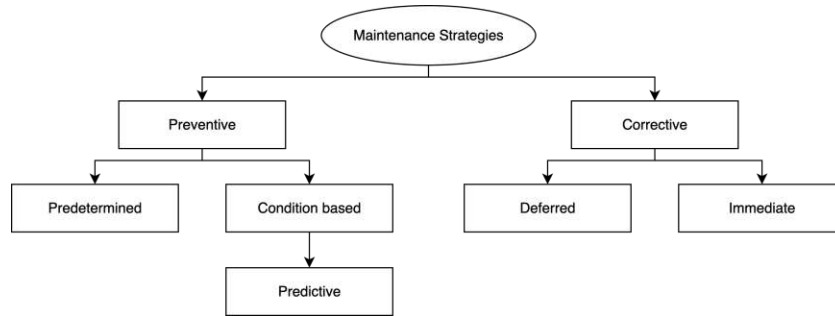 Maintenance Strategies
Preventive
Corrective
Predetermined
Condition based
Deferred
Immediate
Predictive